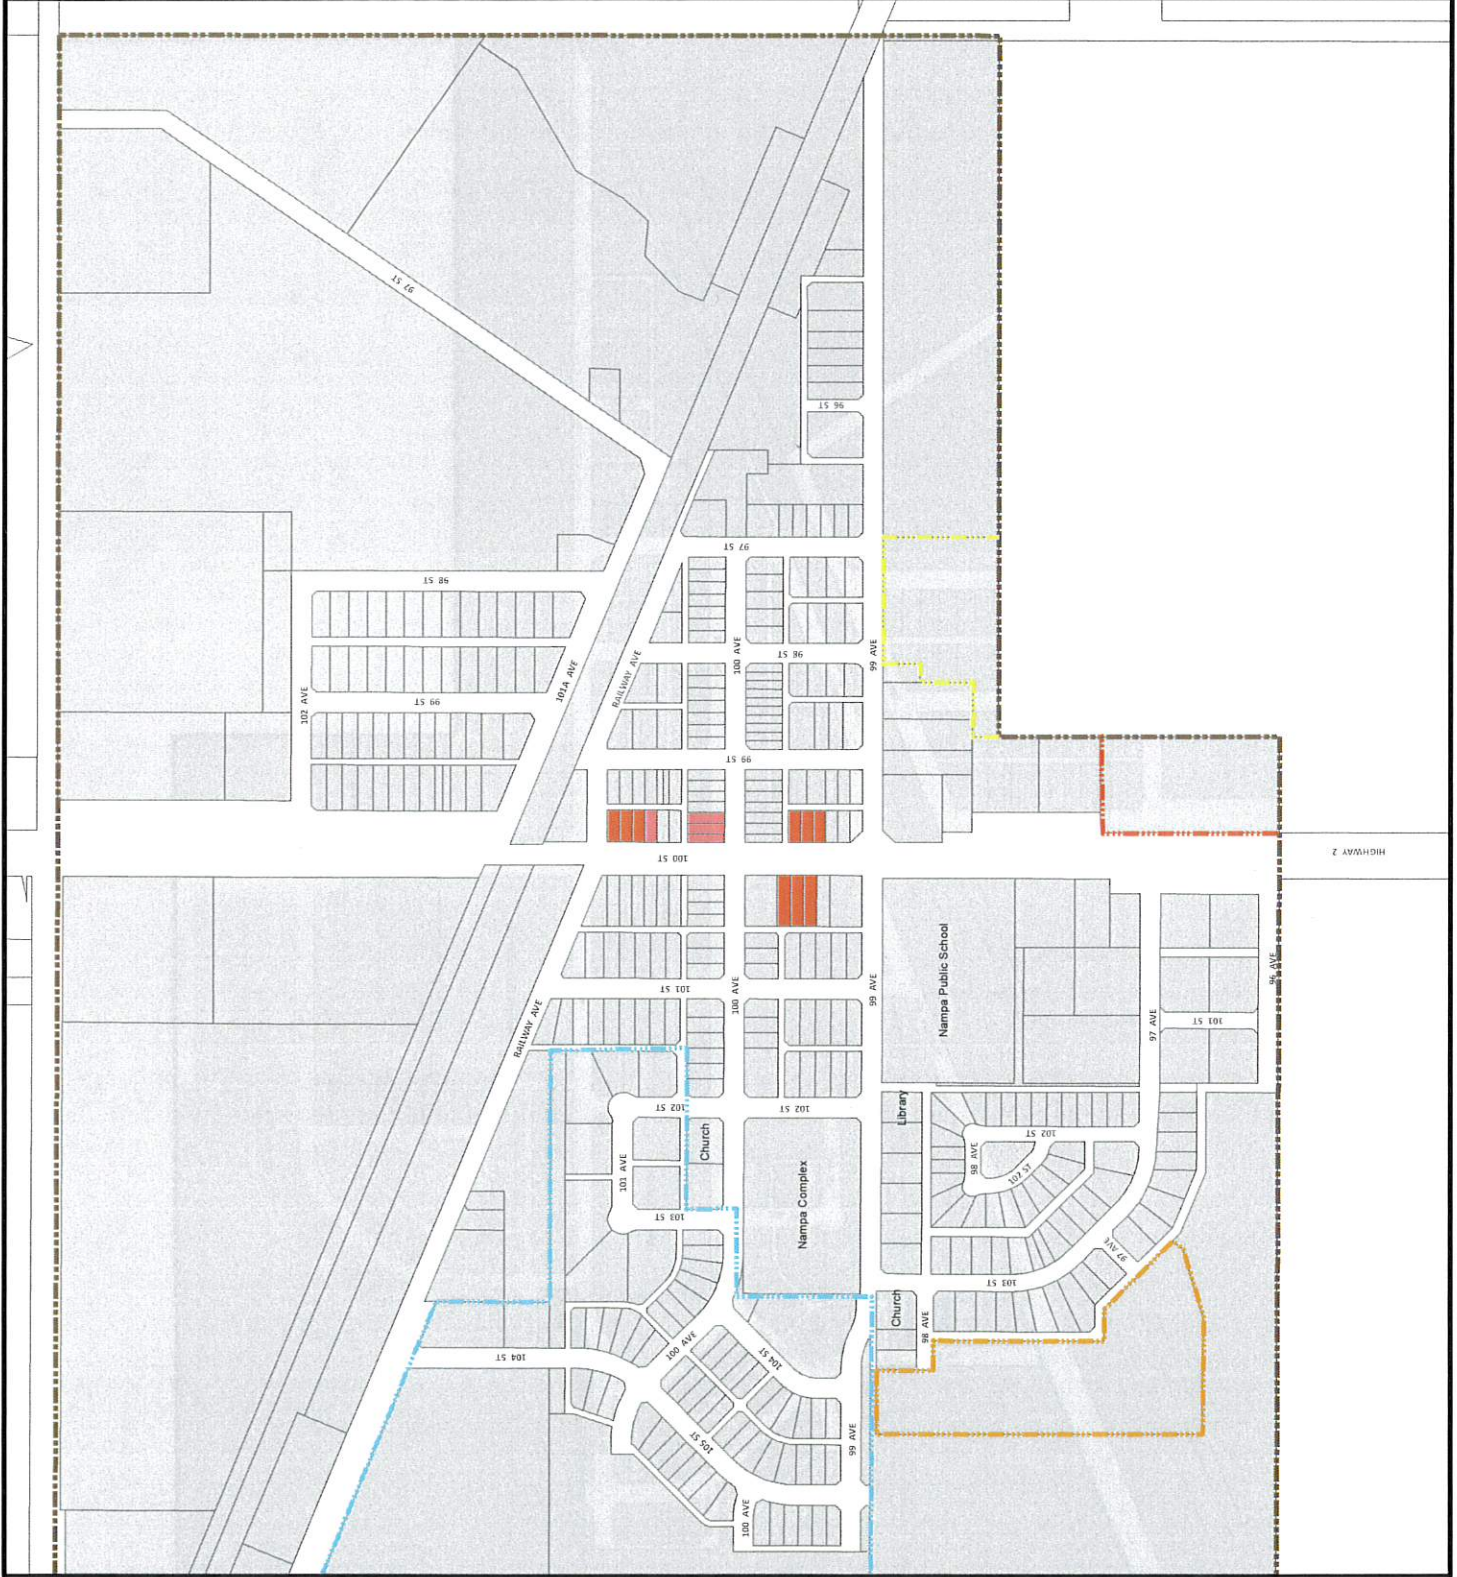 97 ST
96 ST
97 ST
98 ST
100 AVE
98 ST
99 AVE
RAILWAY AVE
101A AVE
102 AVE
99 ST
99 ST
100 ST
HIGHWAY 2
Nampa Public School
96 AVE
101 ST
100 AVE
99 AVE
97 AVE
101 ST
RAILWAY AVE
102 ST
102 ST
Library
102 ST
Church
98 AVE
102 ST
101 AVE
Nampa Complex
103 ST
97 AVE
103 ST
Church
98 AVE
100 AVE
104 ST
104 ST
105 ST
99 AVE
100 AVE